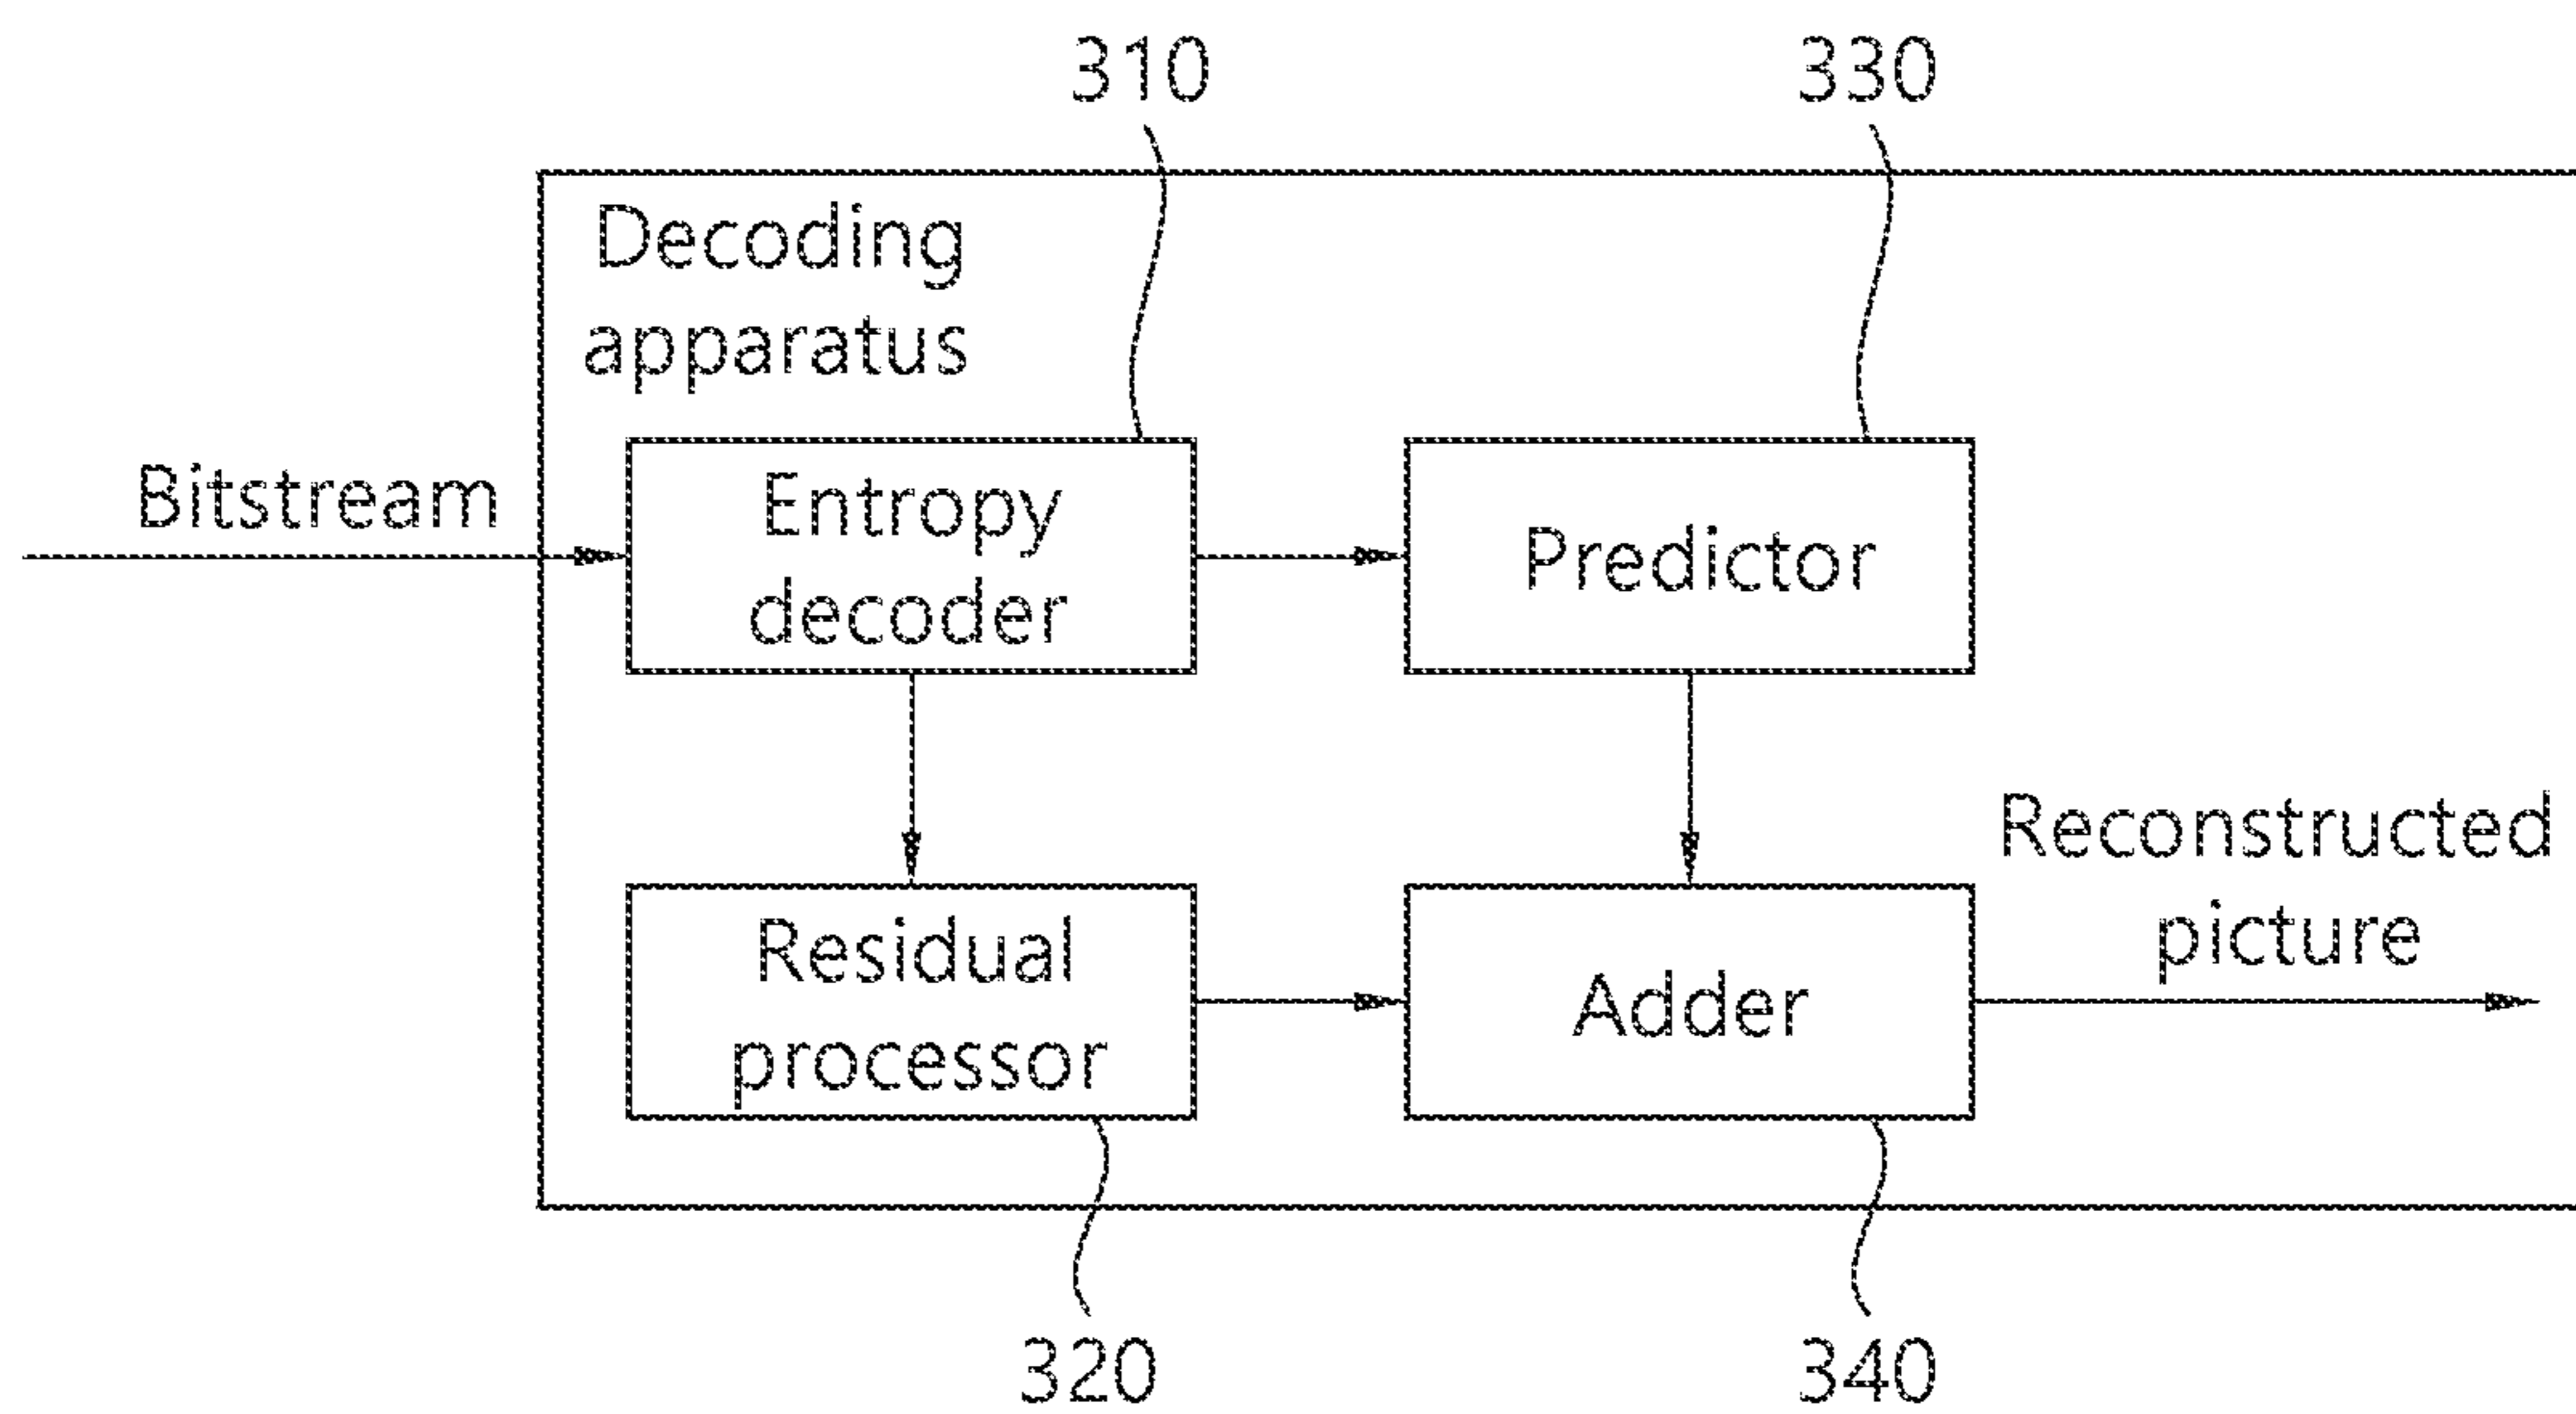 310
330
Decoding
apparatus
Bitstream
Entropy
decoder
Predictor
Residual
processor
Adder
Reconstructed
picture
320
340